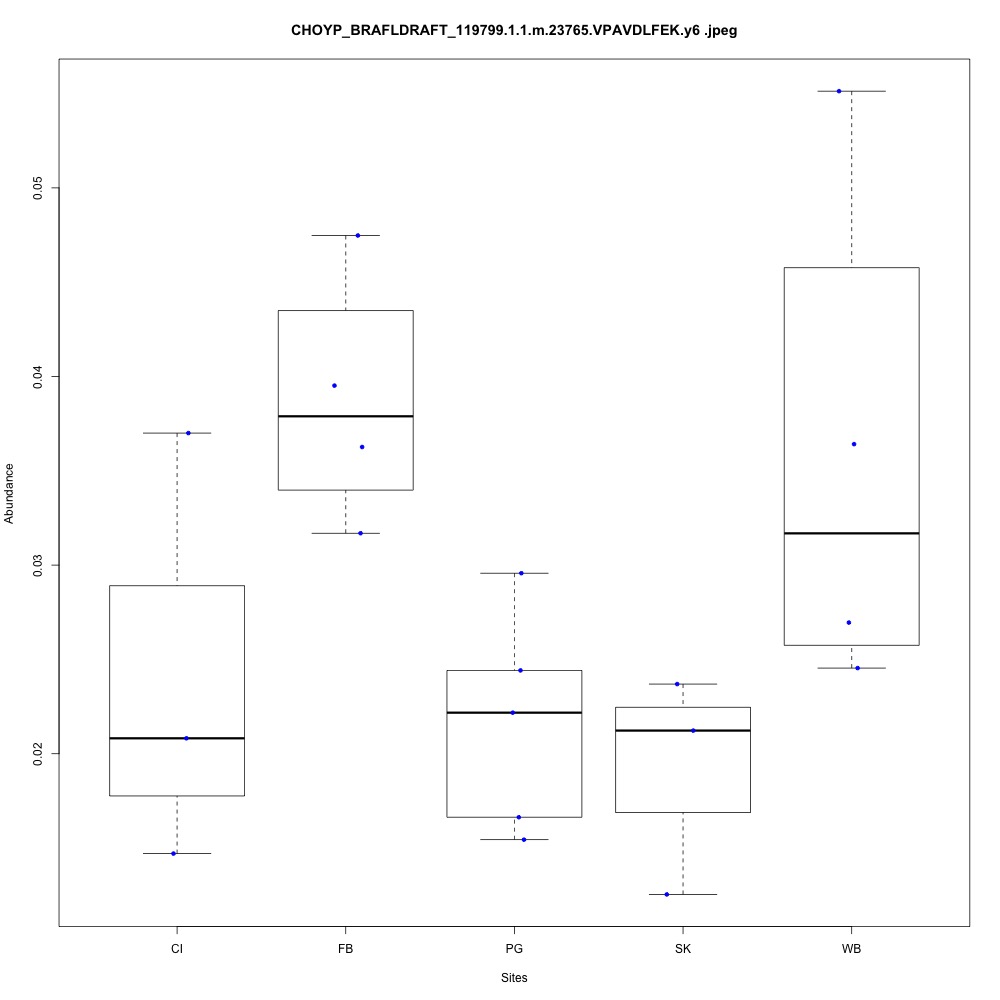 CHOYP_BRAFLDRAFT_119799.1.1.m.23765.VPAVDLFEK.y6 .jpeg
0.05
0.04
0.03
0.02
Abundance
CI FB PG SK WB
Sites